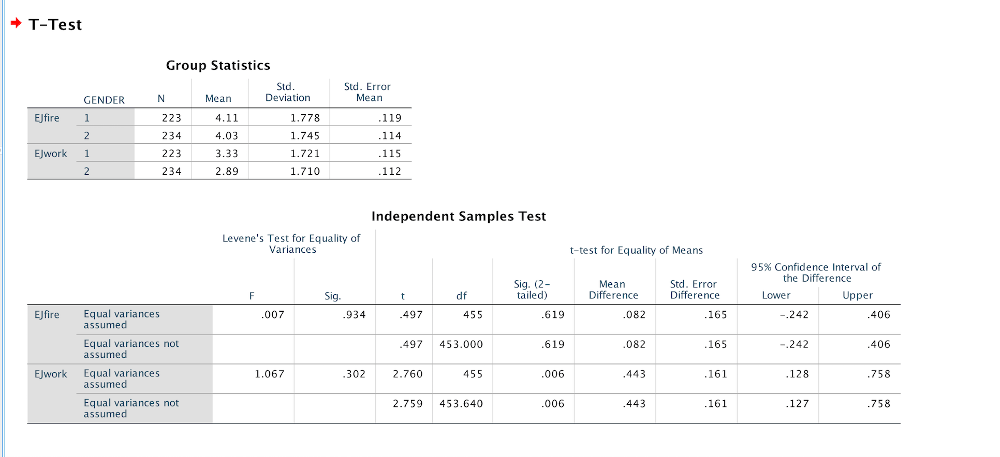 T-Test
Group Statistics
GENDER N Mean Std. Deviation Std. Error Mean
EJfire 1 223 4.11 1.778 .119
2 234 4.03 1.745 .114
EJwork 1 223 3.33 1.721 .115
2 234 2.89 1.710 .112
Independent Samples Test
Levene's Test for Equality of Variances
t-test for Equality of Means
95% Confidence Interval of the Difference
F Sig. t df Sig. (2-tailed) Mean Difference Std. Error Difference Lower Upper
EJfire Equal variances assumed .007 .934 .497 455 .619 .082 .165 -.242 .406
Equal variances not assumed .497 453.000 .619 .082 .165 -.242 .406
EJwork Equal variances assumed 1.067 .302 2.760 455 .006 .443 .161 .128 .758
Equal variances not assumed 2.759 453.640 .006 .443 .161 .127 .758